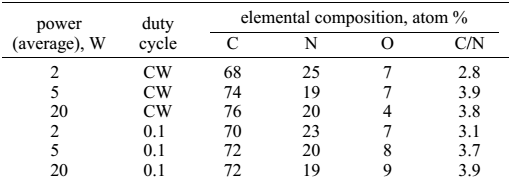 power duty elemental composition, atom %
(average), W cycle C N O C/N
2 CW 68 25 7 2.8
5 CW 74 19 7 3.9
20 CW 76 20 4 3.8
2 0.1 70 23 7 3.1
5 0.1 72 20 8 3.7
20 0.1 72 19 9 3.9